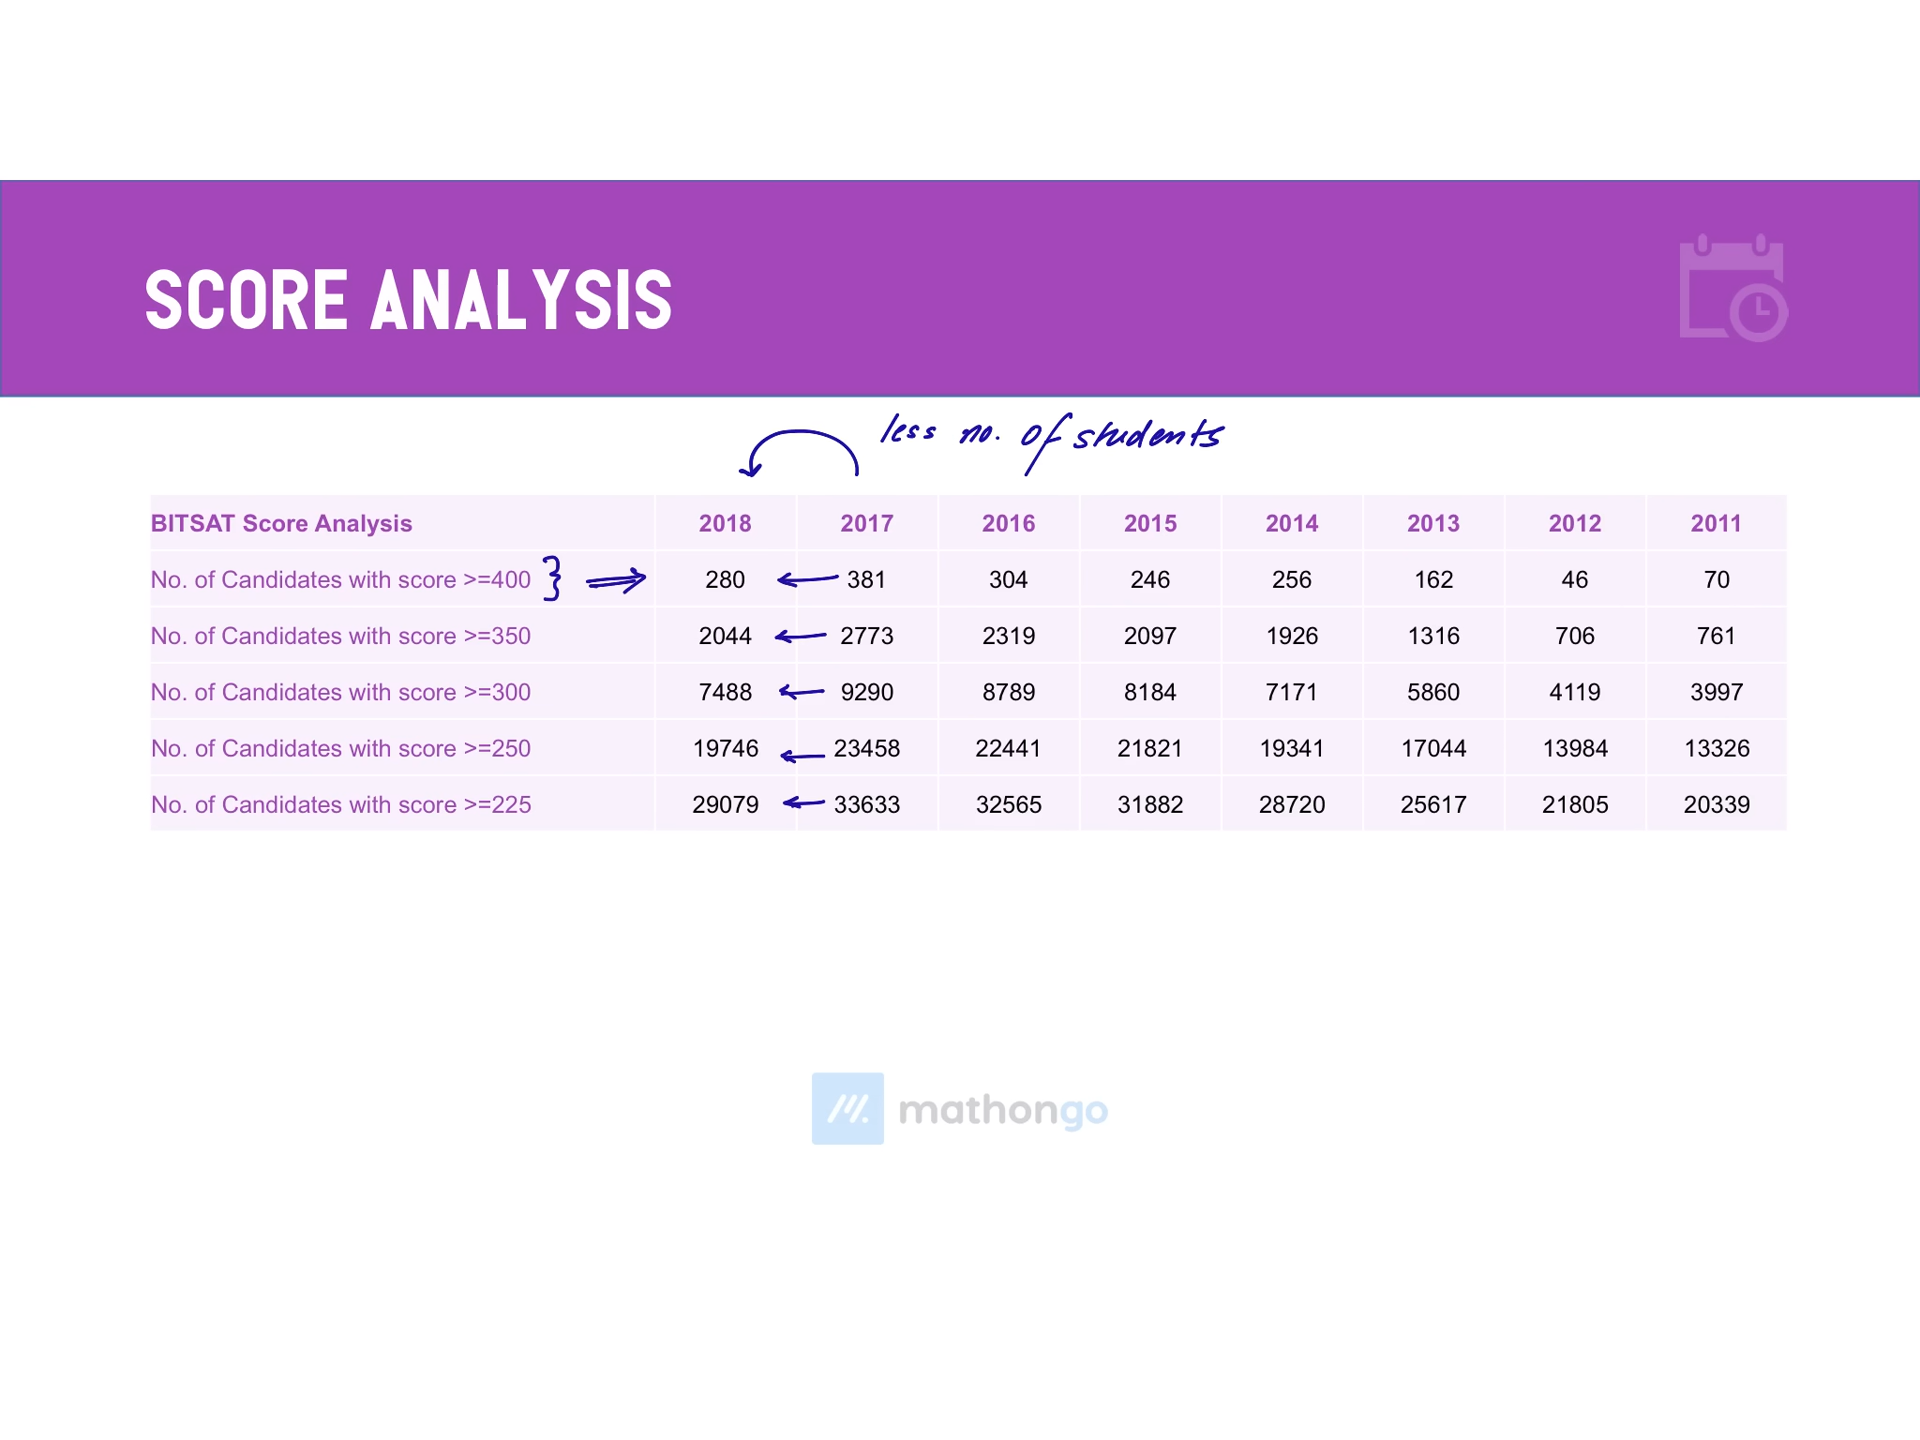 SCORE ANALYSIS
less no. of students
BITSAT Score Analysis 2018 2017 2016 2015 2014 2013 2012 2011
No. of Candidates with score >=400 280 381 304 246 256 162 46 70
No. of Candidates with score >=350 2044 2773 2319 2097 1926 1316 706 761
No. of Candidates with score >=300 7488 9290 8789 8184 7171 5860 4119 3997
No. of Candidates with score >=250 19746 23458 22441 21821 19341 17044 13984 13326
No. of Candidates with score >=225 29079 33633 32565 31882 28720 25617 21805 20339
mathongo